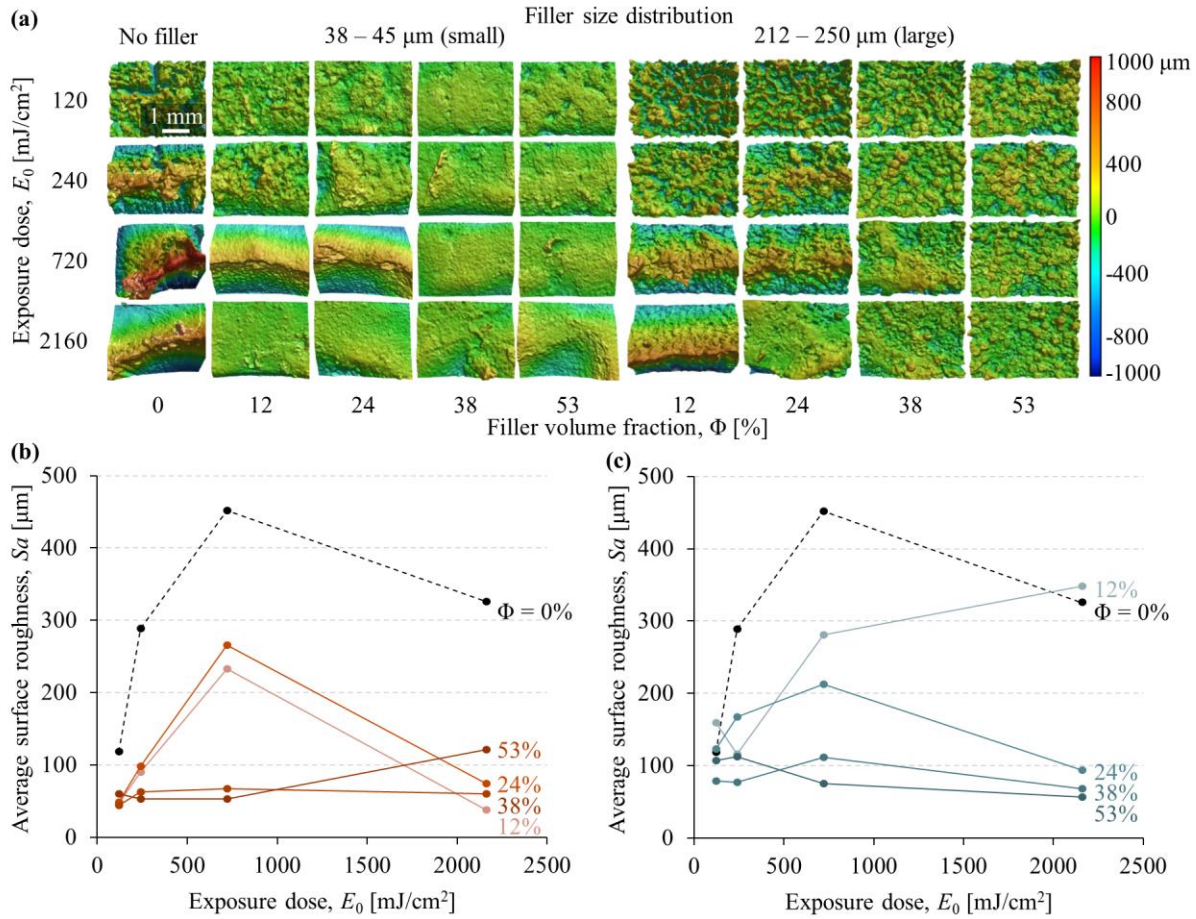 (a)
Filler size distribution
No filler
38 – 45 μm (small)
212 – 250 μm (large)
Exposure dose, E0 [mJ/cm2]
120
240
720
2160
1 mm
1000 μm
800
400
0
-400
-800
-1000
0 12 24 38 53 12 24 38 53
Filler volume fraction, Φ [%]
(b)
Average surface roughness, Sa [μm]
500
400
300
200
100
0
Φ = 0%
53%
24%
38%
12%
0 500 1000 1500 2000 2500
Exposure dose, E0 [mJ/cm2]
(c)
Average surface roughness, Sa [μm]
500
400
300
200
100
0
12%
Φ = 0%
24%
38%
53%
0 500 1000 1500 2000 2500
Exposure dose, E0 [mJ/cm2]